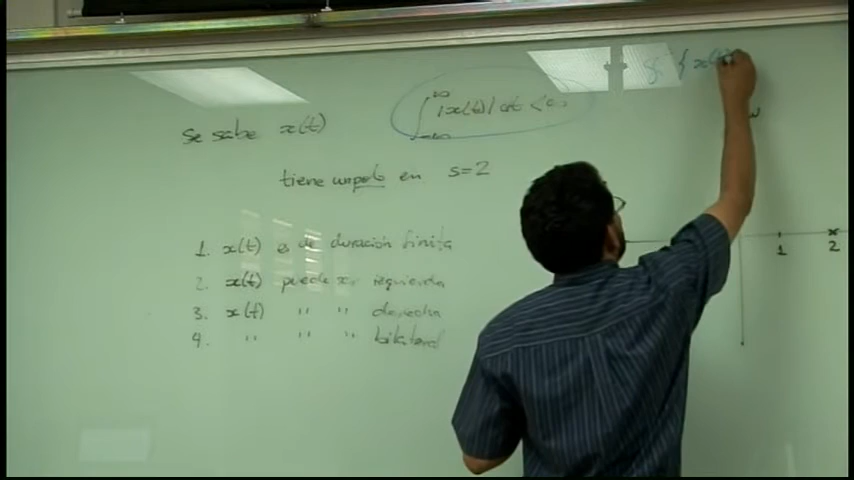 se sabe x(t)
∫_{-∞}^{∞} |x(t)| dt < ∞
tiene un polo en s=2
1. x(t) es de duración finita
2. x(t) puede izquierda
3. x(t) " " derecha
4. " " " bilateral
{x(t)
ω
1
2